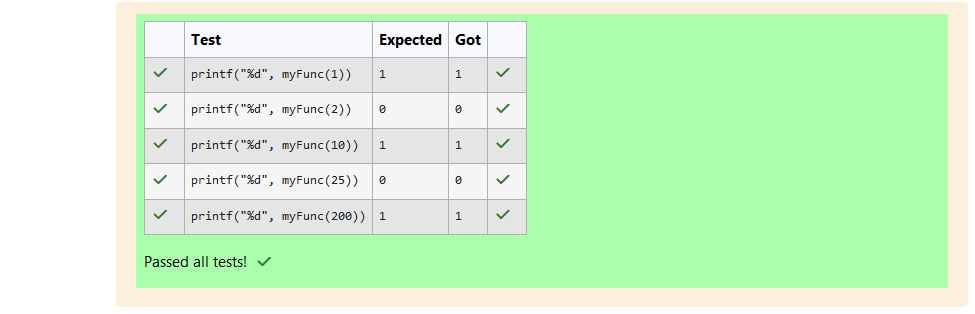 Test Expected Got
printf("%d", myFunc(1)) 1 1
printf("%d", myFunc(2)) 0 0
printf("%d", myFunc(10)) 1 1
printf("%d", myFunc(25)) 0 0
printf("%d", myFunc(200)) 1 1
Passed all tests!